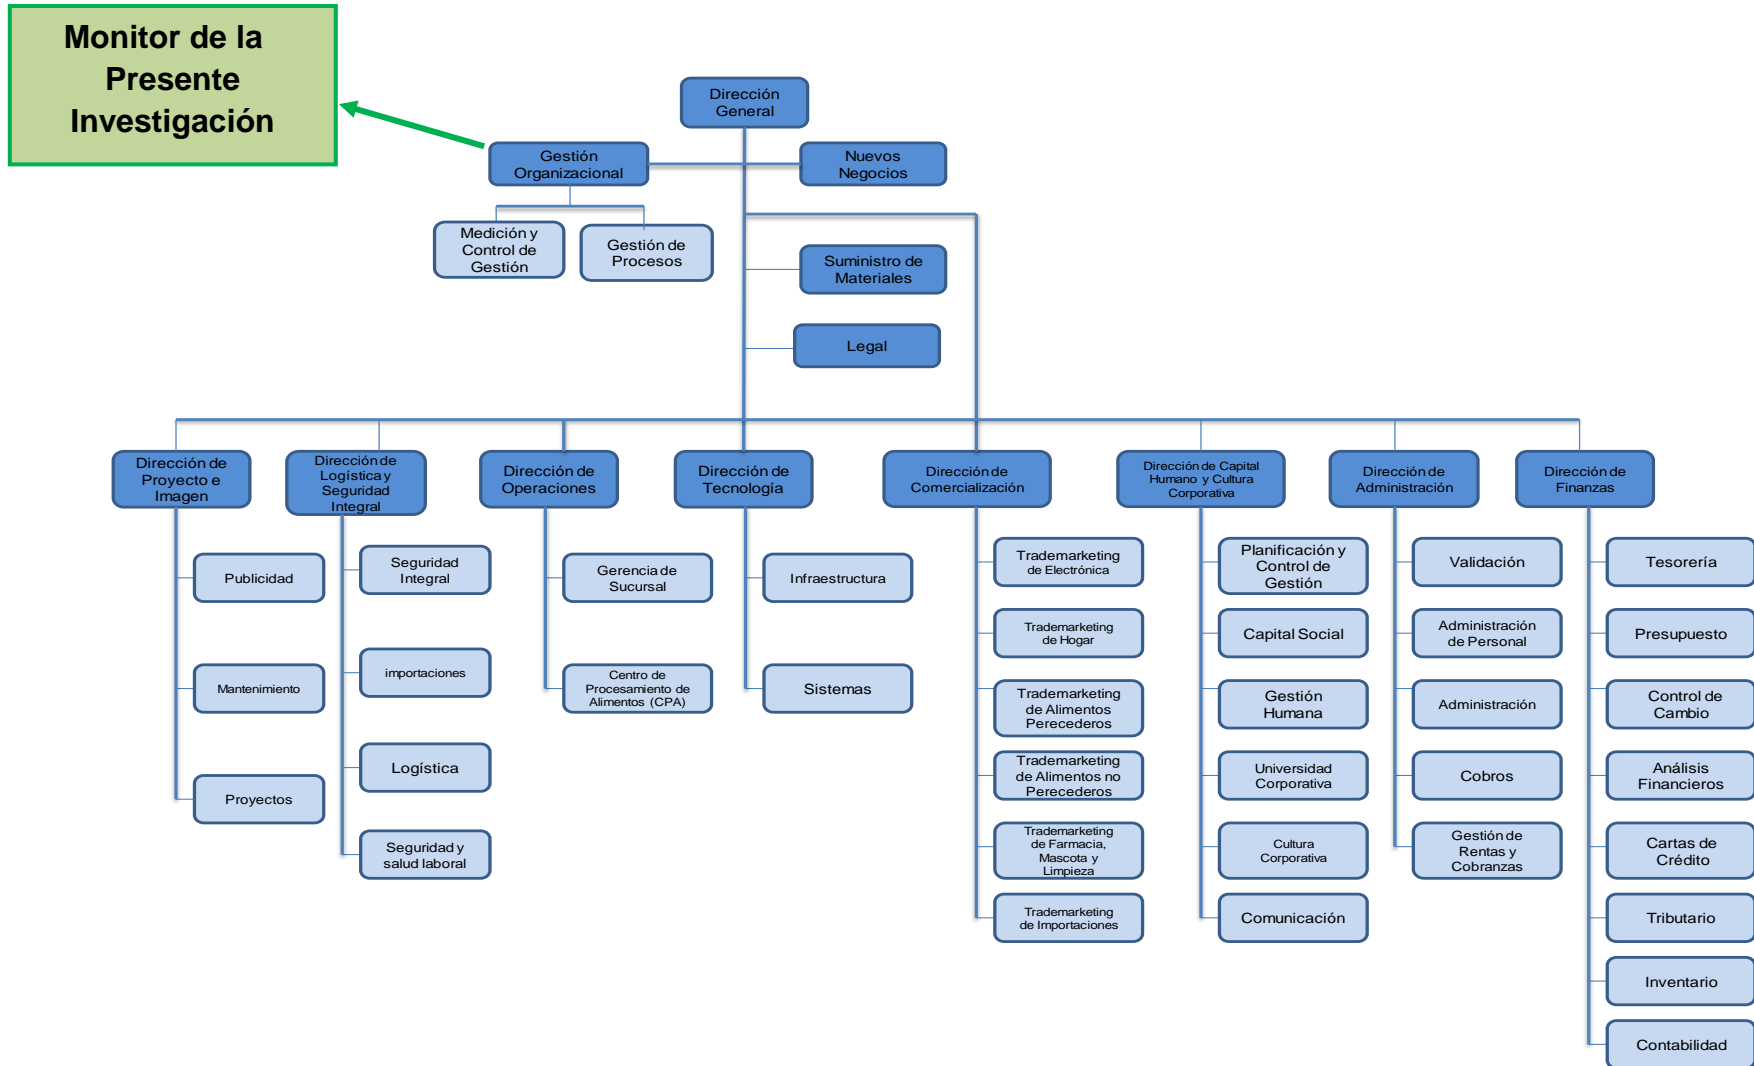 Monitor de la
Presente
Investigación
Dirección
General
Gestión
Organizacional
Nuevos
Negocios
Medición y
Control de
Gestión
Gestión de
Procesos
Suministro de
Materiales
Legal
Dirección de
Proyecto e
Imagen
Dirección de
Logística y
Seguridad
Integral
Dirección de
Operaciones
Dirección de
Tecnología
Dirección de
Comercialización
Dirección de Capital
Humano y Cultura
Corporativa
Dirección de
Administración
Dirección de
Finanzas
Publicidad
Mantenimiento
Proyectos
Seguridad
Integral
importaciones
Logística
Seguridad y
salud laboral
Gerencia de
Sucursal
Centro de
Procesamiento de
Alimentos (CPA)
Infraestructura
Sistemas
Trademarketing
de Electrónica
Trademarketing
de Hogar
Trademarketing
de Alimentos
Perecederos
Trademarketing
de Alimentos no
Perecederos
Trademarketing
de Farmacia,
Mascota y
Limpieza
Trademarketing
de Importaciones
Planificación y
Control de
Gestión
Capital Social
Gestión
Humana
Universidad
Corporativa
Cultura
Corporativa
Comunicación
Validación
Administración
de Personal
Administración
Cobros
Gestión de
Rentas y
Cobranzas
Tesorería
Presupuesto
Control de
Cambio
Análisis
Financieros
Cartas de
Crédito
Tributario
Inventario
Contabilidad